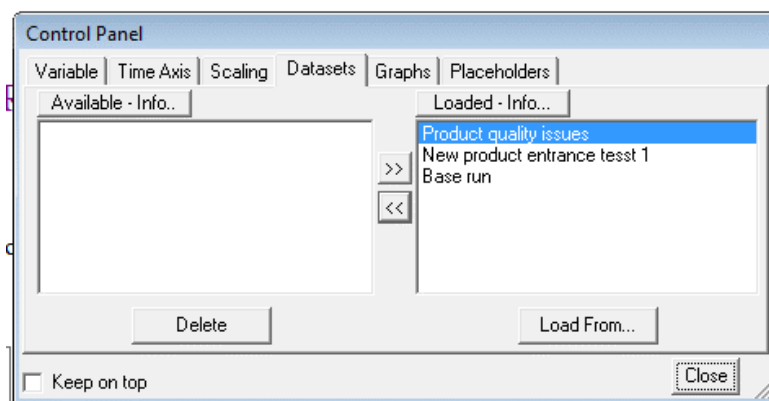 Control Panel
Variable Time Axis Scaling Datasets Graphs Placeholders
Available - Info.. Loaded - Info...
Product quality issues
New product entrance tesst 1
Base run
>>
<<
Delete Load From...
Keep on top Close